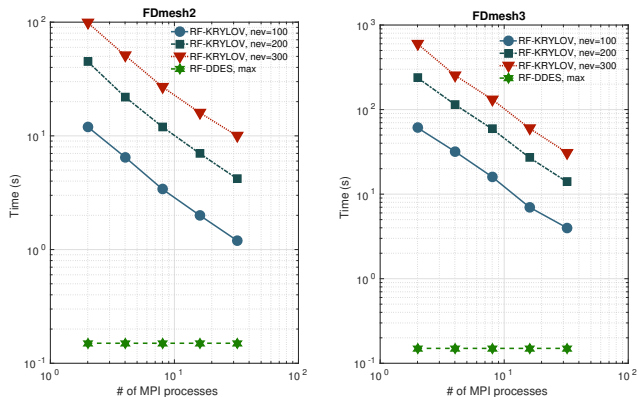 FDmesh2
RF-KRYLOV, nev=100
RF-KRYLOV, nev=200
RF-KRYLOV, nev=300
RF-DDES, max
10^2
10^1
10^0
10^-1
Time (s)
10^0
10^1
10^2
# of MPI processes
FDmesh3
RF-KRYLOV, nev=100
RF-KRYLOV, nev=200
RF-KRYLOV, nev=300
RF-DDES, max
10^3
10^2
10^1
10^0
10^-1
Time (s)
10^0
10^1
10^2
# of MPI processes